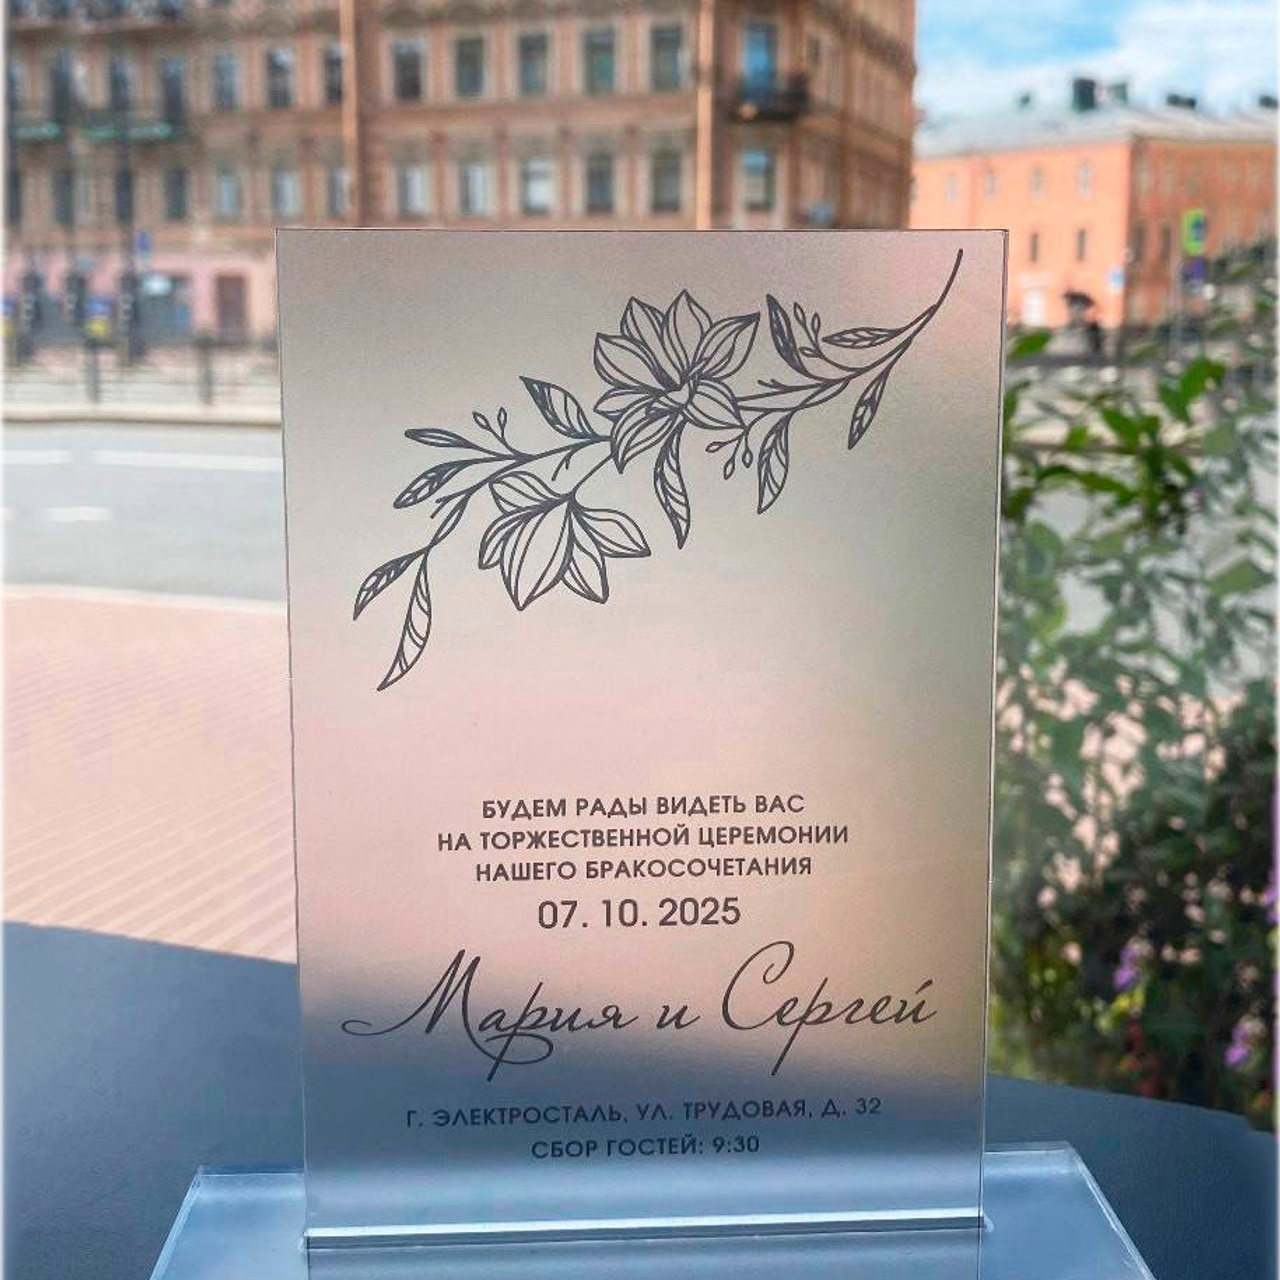 БУДЕМ РАДЫ ВИДЕТЬ ВАС
НА ТОРЖЕСТВЕННОЙ ЦЕРЕМОНИИ
НАШЕГО БРАКОСОЧЕТАНИЯ
07. 10. 2025
Мария и Сергей
Г. ЭЛЕКТРОСТАЛЬ, УЛ. ТРУДОВАЯ, Д. 32
СБОР ГОСТЕЙ: 9:30